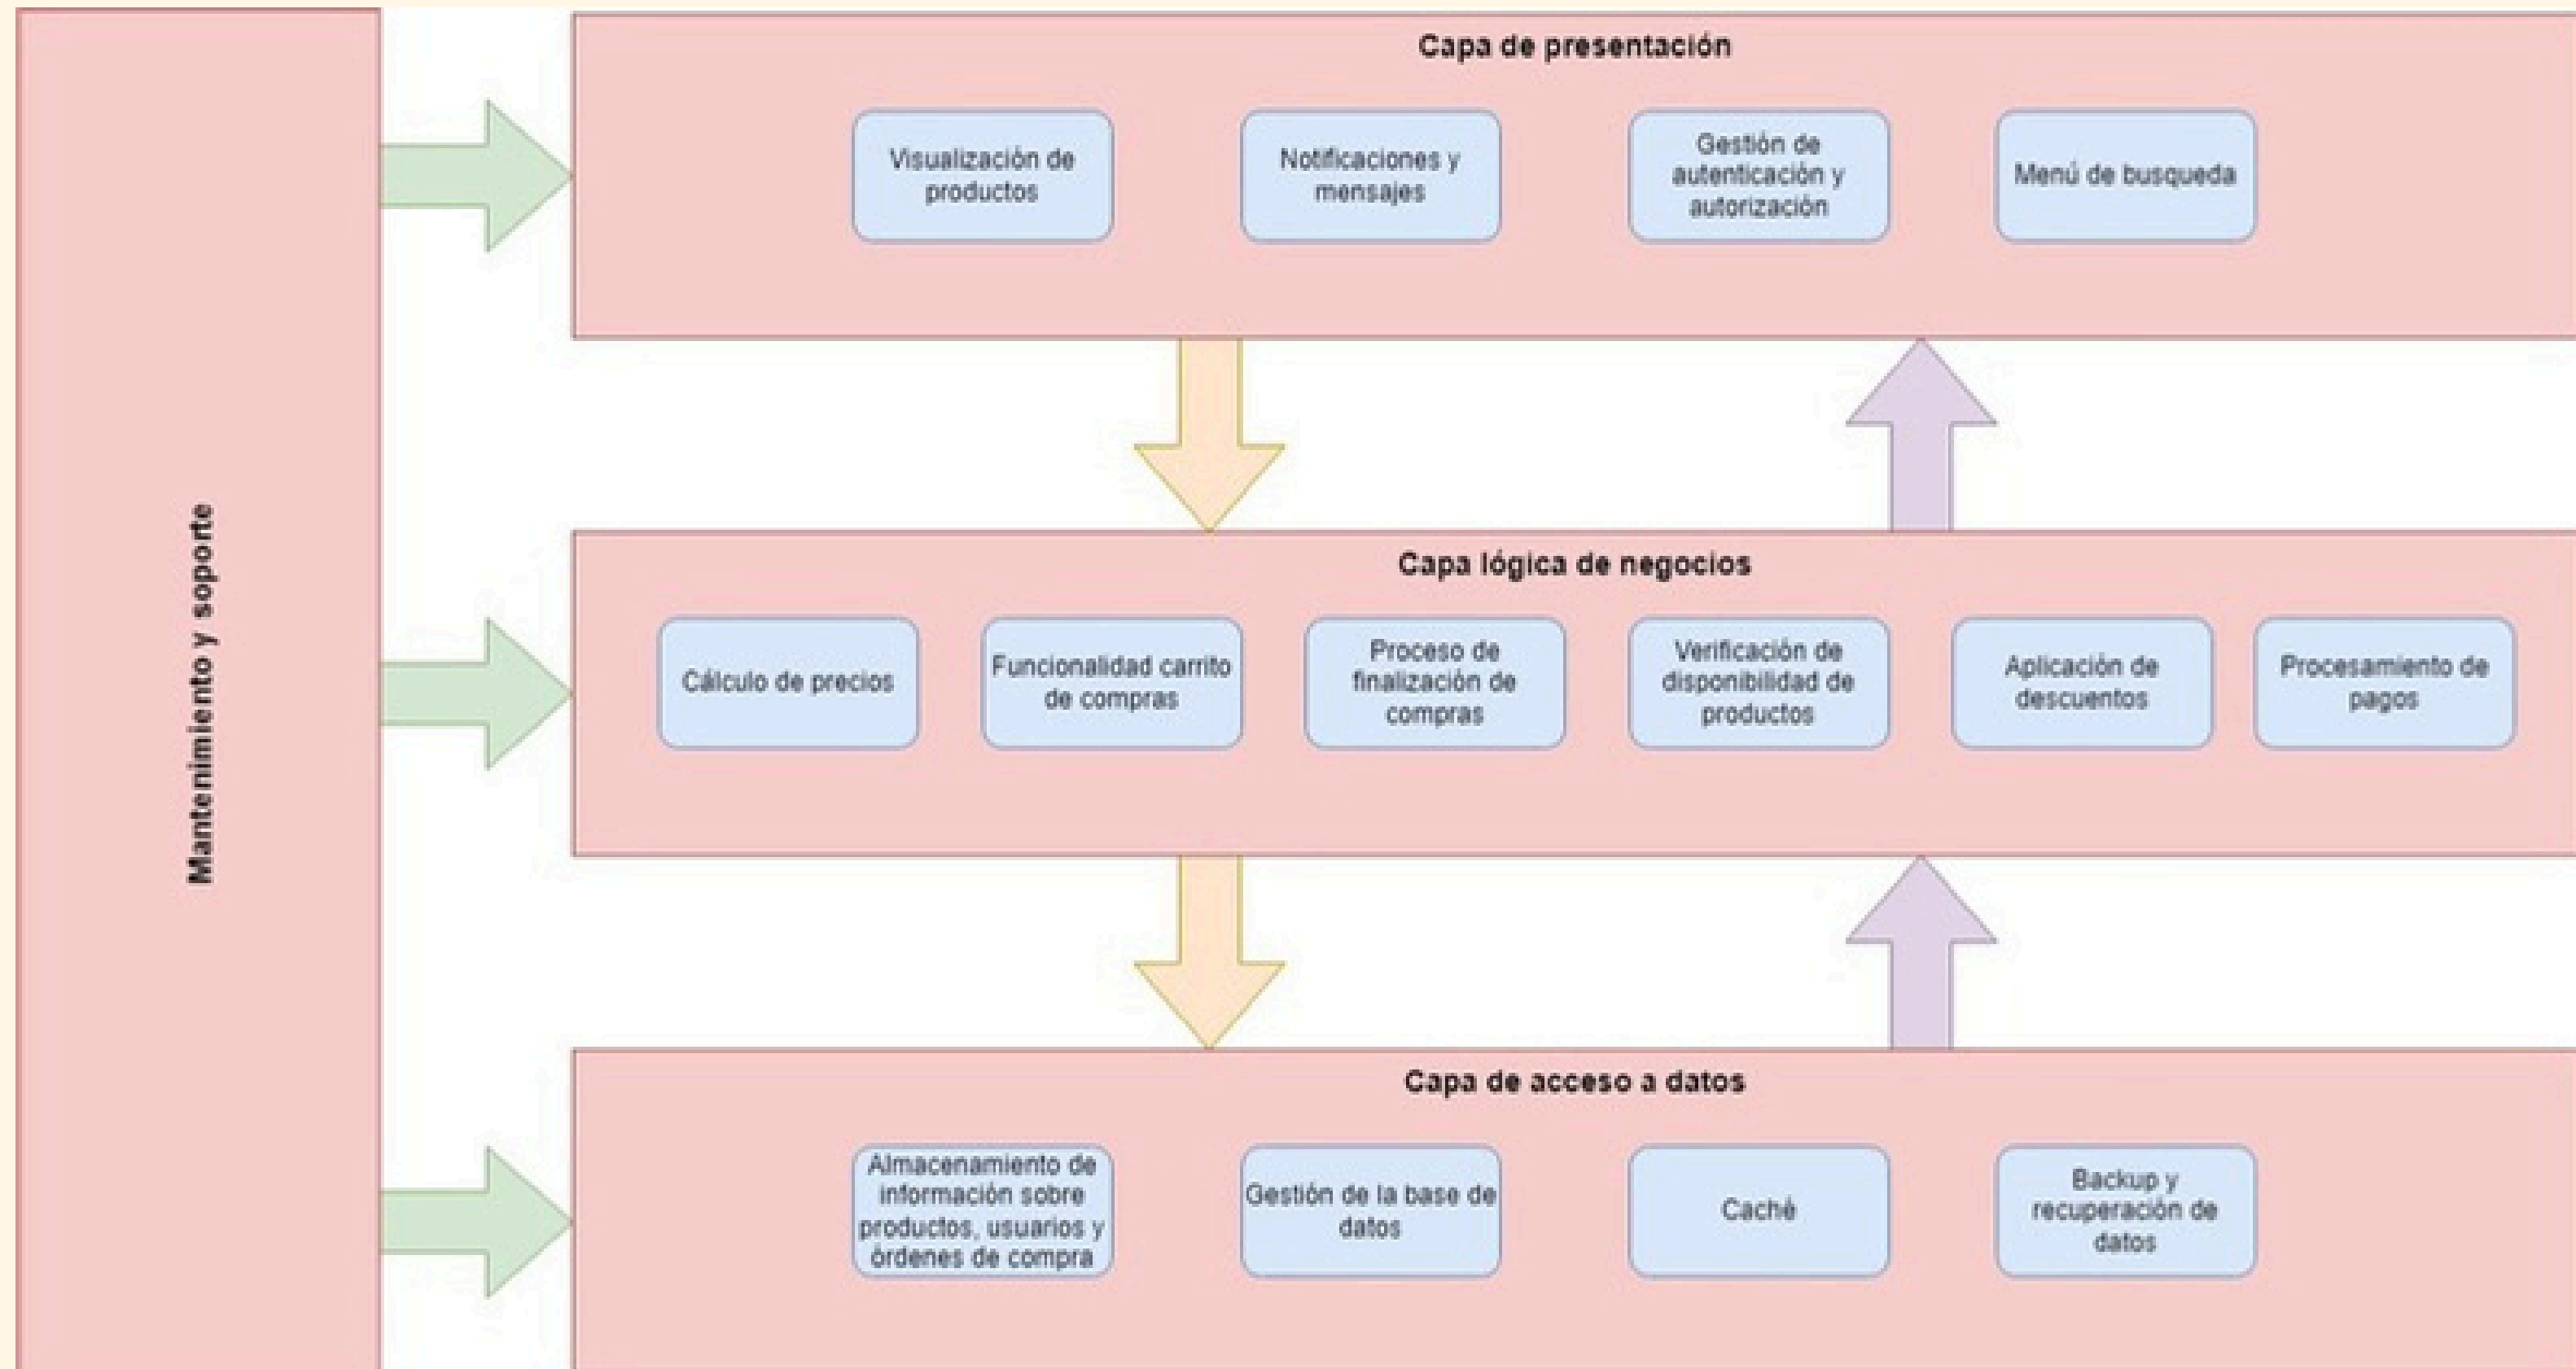 Mantenimiento y soporte
Capa de presentación
Visualización de
productos
Notificaciones y
mensajes
Gestión de
autenticación y
autorización
Menú de busqueda
Capa lógica de negocios
Cálculo de precios
Funcionalidad carrito
de compras
Proceso de
finalización de
compras
Verificación de
disponibilidad de
productos
Aplicación de
descuentos
Procesamiento de
pagos
Capa de acceso a datos
Almacenamiento de
información sobre
productos, usuarios y
órdenes de compra
Gestión de la base de
datos
Caché
Backup y
recuperación de
datos